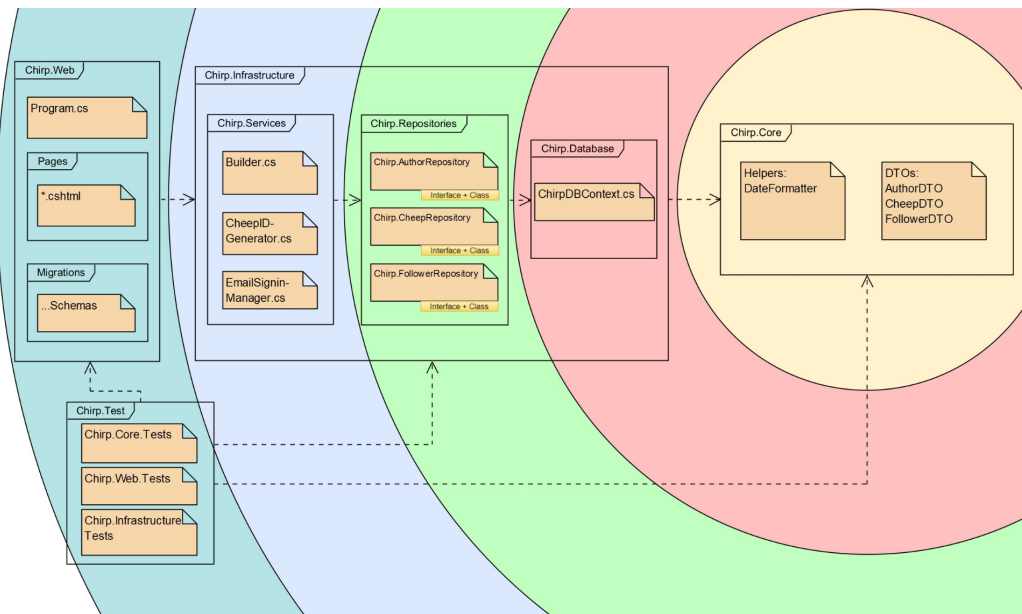 Chirp.Web
Program.cs
Pages
*.cshtml
Migrations
...Schemas
Chirp.Infrastructure
Chirp.Services
Builder.cs
CheepID-
Generator.cs
EmailSignin-
Manager.cs
Chirp.Repositories
Chirp.AuthorRepository
Interface + Class
Chirp.CheepRepository
Interface + Class
Chirp.FollowerRepository
Interface + Class
Chirp.Database
ChirpDBContext.cs
Chirp.Core
Helpers:
DateFormatter
DTOs:
AuthorDTO
CheepDTO
FollowerDTO
Chirp.Test
Chirp.Core.Tests
Chirp.Web.Tests
Chirp.Infrastructure
Tests